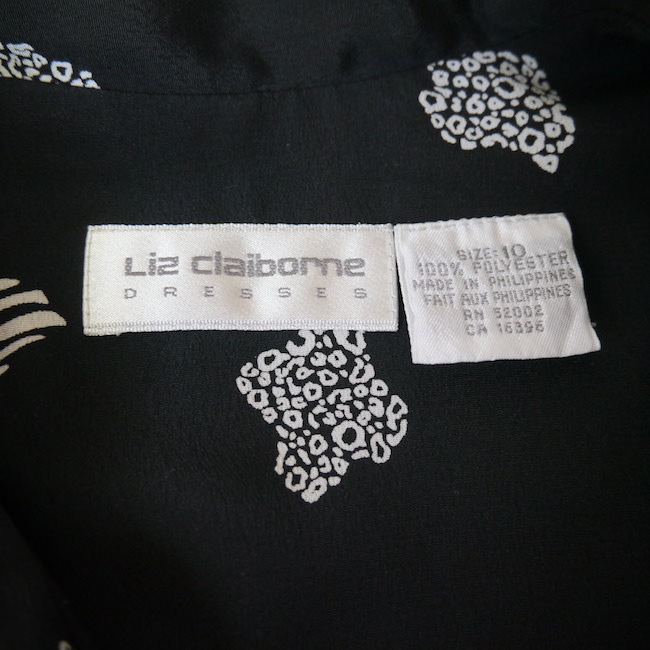 Liz claiborne
DRESSES
SIZE: 10
100% POLYESTER
MADE IN PHILIPPINES
FAIT AUX PHILIPPINES
RN 52002
CA 16396